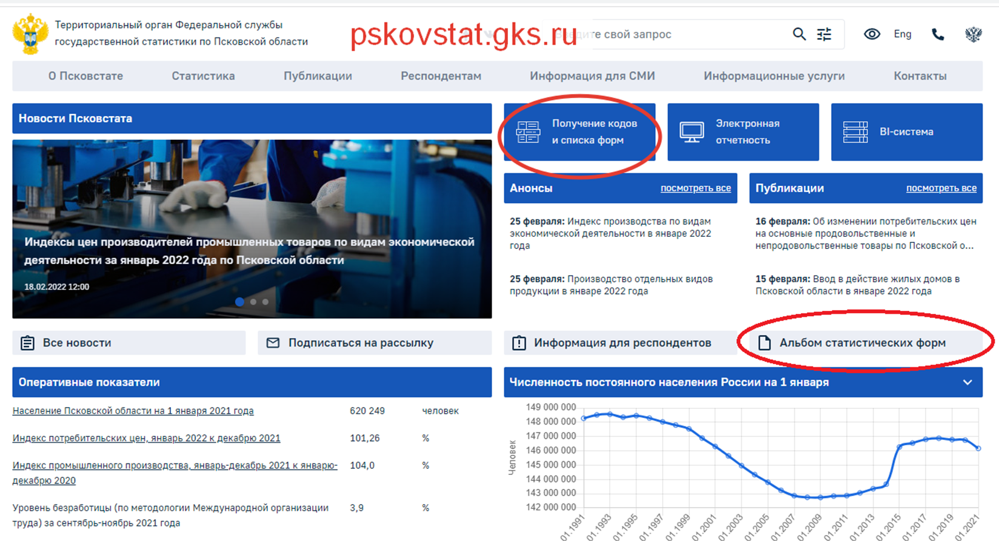 Территориальный орган Федеральной службы
государственной статистики по Псковской области
pskovstat.gks.ru
те свой запрос
Eng
О Псковстате
Статистика
Публикации
Респондентам
Информация для СМИ
Информационные услуги
Контакты
Новости Псковстата
Получение кодов
и списка форм
Электронная
отчетность
BI-система
Индексы цен производителей промышленных товаров по видам экономической
деятельности за январь 2022 года по Псковской области
18.02.2022 12:00
Анонсы посмотреть все
25 февраля: Индекс производства по видам
экономической деятельности в январе 2022
года
25 февраля: Производство отдельных видов
продукции в январе 2022 года
Публикации посмотреть все
16 февраля: Об изменении потребительских цен
на основные продовольственные и
непродовольственные товары по Псковской о...
15 февраля: Ввод в действие жилых домов в
Псковской области в январе 2022 года
Все новости
Подписаться на рассылку
Информация для респондентов
Альбом статистических форм
Оперативные показатели
Население Псковской области на 1 января 2021 года 620 249 человек
Индекс потребительских цен, январь 2022 к декабрю 2021 101,26 %
Индекс промышленного производства, январь-декабрь 2021 к январю- 104,0 %
декабрю 2020
Уровень безработицы (по методологии Международной организации 3,9 %
труда) за сентябрь-ноябрь 2021 года
Численность постоянного населения России на 1 января
Человек
149 000 000
148 000 000
147 000 000
146 000 000
145 000 000
144 000 000
143 000 000
142 000 000
01.1991
01.1993
01.1995
01.1997
01.1999
01.2001
01.2003
01.2005
01.2007
01.2009
01.2011
01.2013
01.2015
01.2017
01.2019
01.2021